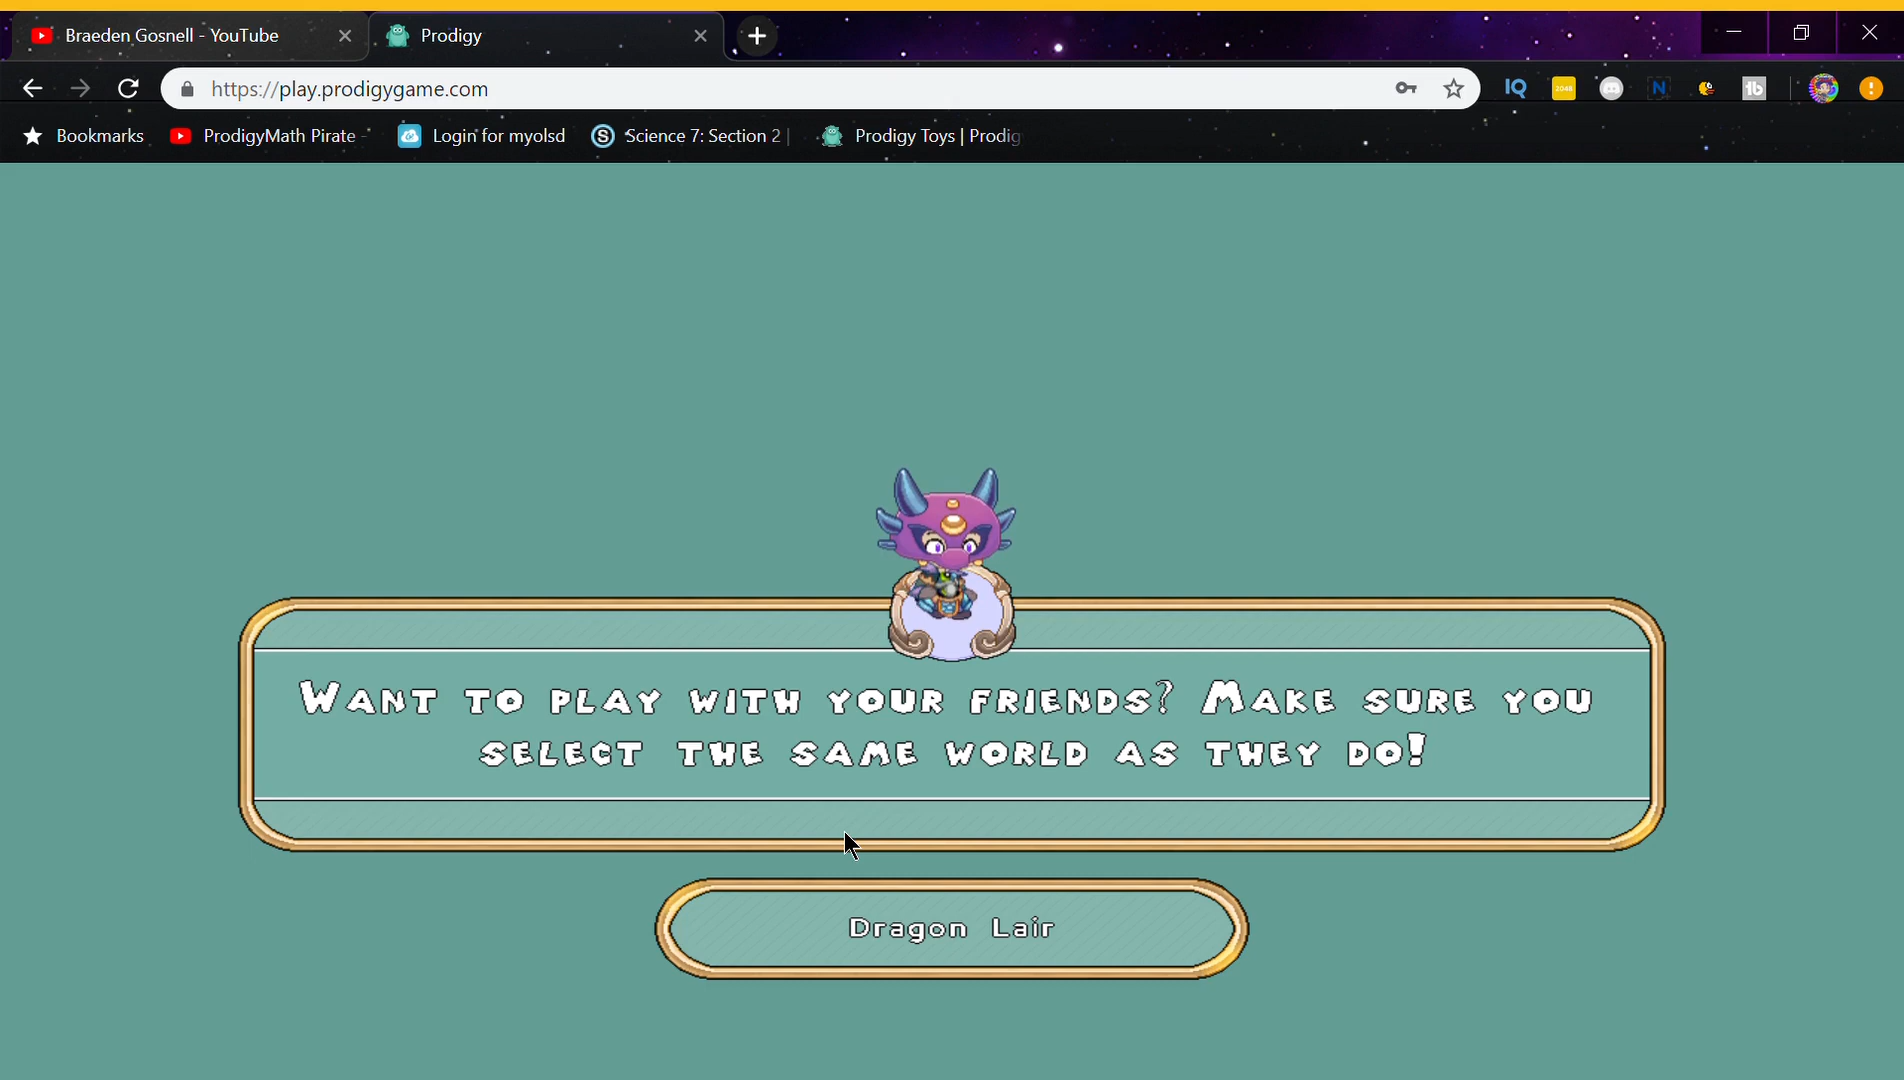 Braeden Gosnell - YouTube
Prodigy
https://play.prodigygame.com
IQ
2048
N
tb
Bookmarks
ProdigyMath Pirate -
Login for myolsd
S
Science 7: Section 2 |
Prodigy Toys | Prodig
WANT TO PLAY WITH YOUR FRIENDS? MAKE SURE YOU
SELECT THE SAME WORLD AS THEY DO!
Dragon Lair